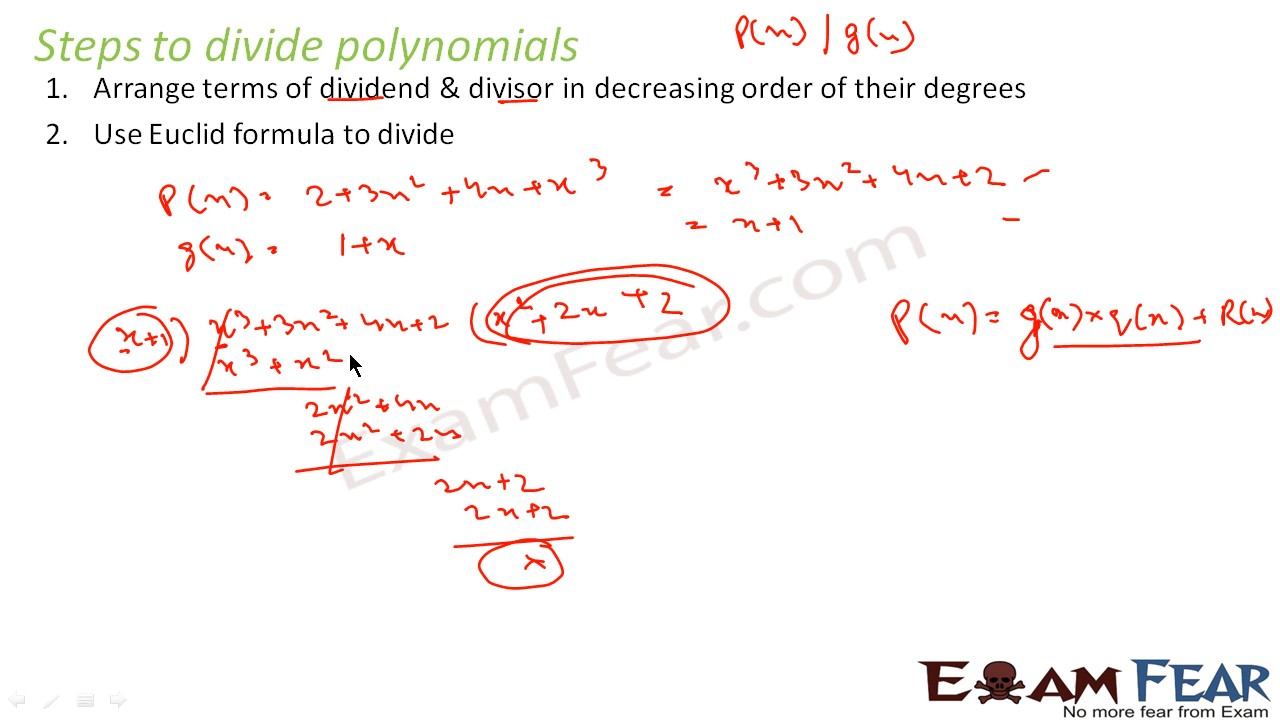 Steps to divide polynomials
P(x) | g(x)
1. Arrange terms of dividend & divisor in decreasing order of their degrees
2. Use Euclid formula to divide
P(x) = 2 + 3x² + 4x + x³ = x³ + 3x² + 4x + 2 –
g(x) = 1 + x = x + 1 –
x+1) x³ + 3x² + 4x + 2 (x² + 2x + 2
x³ + x²
P(x) = g(x) × q(x) + R(x)
2x² + 4x
2x² + 2x
2x + 2
2x + 2
x
ExamFear.com
EXAM FEAR
No more fear from Exam